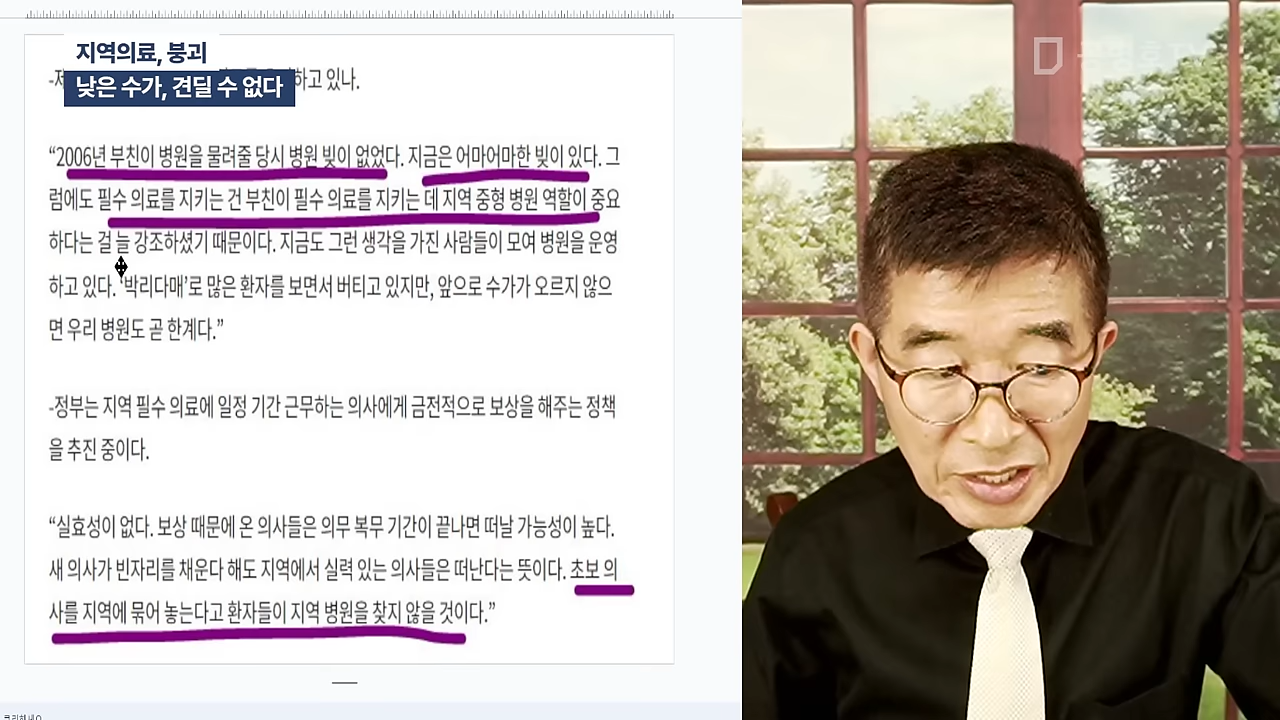 지역의료, 붕괴
낮은 수가, 견딜 수 없다
하고 있나.
“2006년 부친이 병원을 물려줄 당시 병원 빚이 없었다. 지금은 어마어마한 빚이 있다. 그
럼에도 필수 의료를 지키는 건 부친이 필수 의료를 지키는 데 지역 중형 병원 역할이 중요
하다는 걸 늘 강조하셨기 때문이다. 지금도 그런 생각을 가진 사람들이 모여 병원을 운영
하고 있다. ‘박리다매’로 많은 환자를 보면서 버티고 있지만, 앞으로 수가가 오르지 않으
면 우리 병원도 곧 한계다.”
-정부는 지역 필수 의료에 일정 기간 근무하는 의사에게 금전적으로 보상을 해주는 정책
을 추진 중이다.
“실효성이 없다. 보상 때문에 온 의사들은 의무 복무 기간이 끝나면 떠날 가능성이 높다.
새 의사가 빈자리를 채운다 해도 지역에서 실력 있는 의사들은 떠난다는 뜻이다. 초보 의
사를 지역에 묶어 놓는다고 환자들이 지역 병원을 찾지 않을 것이다.”